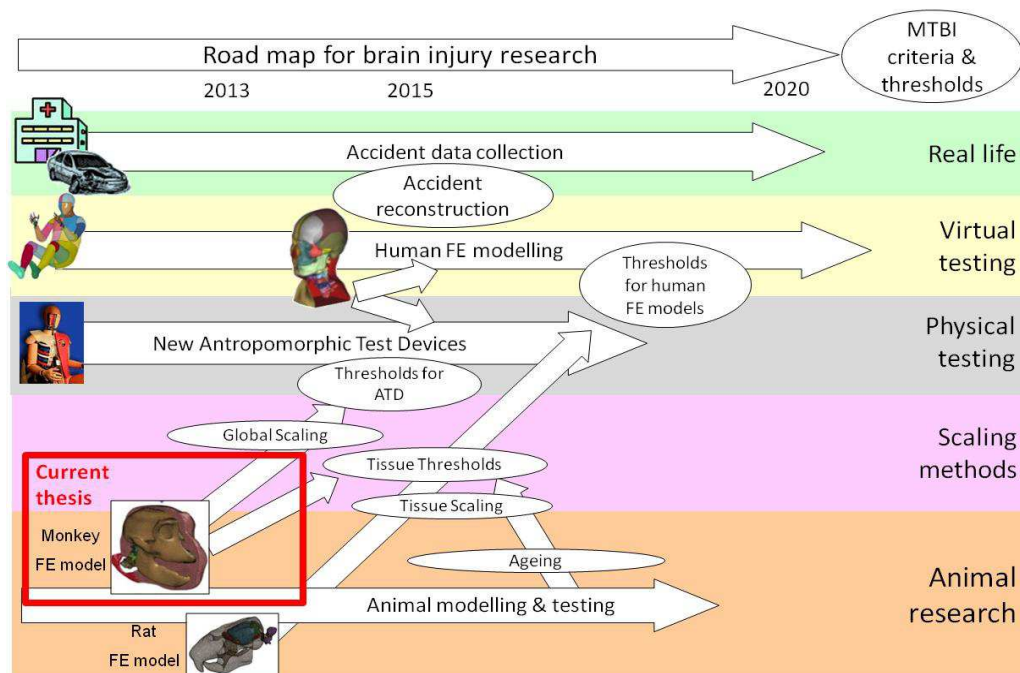 Road map for brain injury research
MTBI
criteria &
thresholds
2013
2015
2020
Accident data collection
Real life
Accident
reconstruction
Human FE modelling
Virtual
testing
Thresholds
for human
FE models
New Antropomorphic Test Devices
Physical
testing
Thresholds for
ATD
Global Scaling
Scaling
methods
Current
thesis
Tissue Thresholds
Tissue Scaling
Monkey
FE model
Ageing
Animal modelling & testing
Animal
research
Rat
FE model